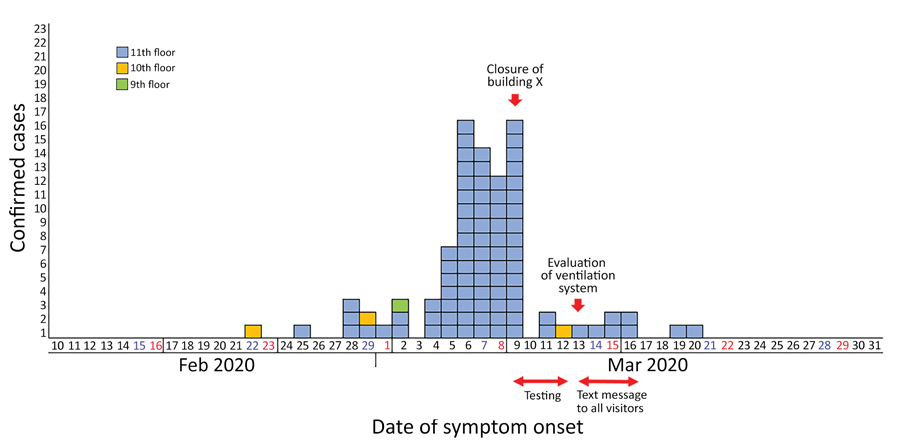 23
22
21
20
19
18
17
16
15
14
13
12
11
10
9
8
7
6
5
4
3
2
1
Confirmed cases
11th floor
10th floor
9th floor
Closure of
building X
Evaluation
of ventilation
system
10 11 12 13 14 15 16 17 18 19 20 21 22 23 24 25 26 27 28 29 1 2 3 4 5 6 7 8 9 10 11 12 13 14 15 16 17 18 19 20 21 22 23 24 25 26 27 28 29 30 31
Feb 2020 Mar 2020
Testing
Text message
to all visitors
Date of symptom onset